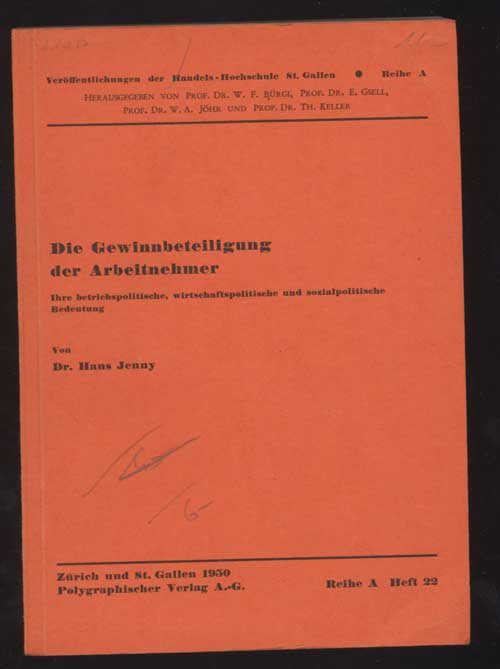 Veröffentlichungen der Handels-Hochschule St. Gallen ● Reihe A
HERAUSGEGEBEN VON PROF. DR. W. F. BÜRGI, PROF. DR. E. GSELL,
PROF. DR. W. A. JÖHR UND PROF. DR. TH. KELLER
Die Gewinnbeteiligung
der Arbeitnehmer
Ihre betriebspolitische, wirtschaftspolitische und sozialpolitische
Bedeutung
Von
Dr. Hans Jenny
Zürich und St. Gallen 1950
Polygraphischer Verlag A.-G.
Reihe A Heft 22